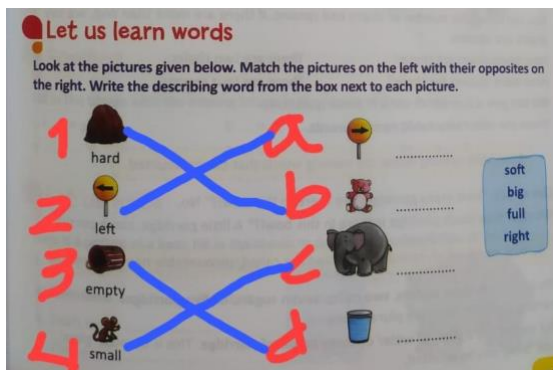 Let us learn words
Look at the pictures given below. Match the pictures on the left with their opposites on
the right. Write the describing word from the box next to each picture.
1 a ..............
hard
soft
big
2 b ..............
full
left
right
3 c ..............
empty
4 d ..............
small